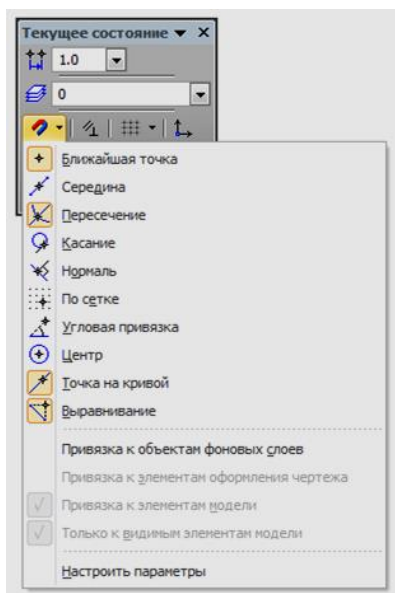 Текущее состояние
1.0
0
Ближайшая точка
Середина
Пересечение
Касание
Нормаль
По сетке
Угловая привязка
Центр
Точка на кривой
Выравнивание
Привязка к объектам фоновых слоев
Привязка к элементам оформления чертежа
Привязка к элементам модели
Только к видимым элементам модели
Настроить параметры